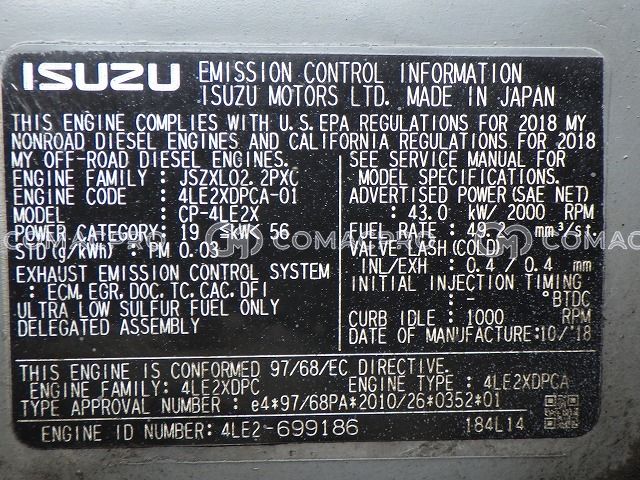 ISUZU EMISSION CONTROL INFORMATION
ISUZU MOTORS LTD. MADE IN JAPAN
THIS ENGINE COMPLIES WITH U.S.EPA REGULATIONS FOR 2018 MY
NONROAD DIESEL ENGINES AND CALIFORNIA REGULATIONS FOR 2018
MY OFF-ROAD DIESEL ENGINES.
ENGINE FAMILY : JSZXL02.2PXC
ENGINE CODE : 4LE2XDPCA-01
MODEL : CP-4LE2X
POWER CATEGORY : 19 ≤kW< 56
STD (g/kWh) : PM 0.03
EXHAUST EMISSION CONTROL SYSTEM
: ECM, EGR, DOC, TC, CAC, DFI
ULTRA LOW SULFUR FUEL ONLY
DELEGATED ASSEMBLY
SEE SERVICE MANUAL FOR
MODEL SPECIFICATIONS.
ADVERTISED POWER (SAE NET)
: 43.0 kW/ 2000 RPM
FUEL RATE : 49.2 mm³/st.
VALVE LASH (COLD)
INL/EXH : 0.4 / 0.4 mm
INITIAL INJECTION TIMING
: - °BTDC
CURB IDLE : 1000 RPM
DATE OF MANUFACTURE:10/'18
THIS ENGINE IS CONFORMED 97/68/EC DIRECTIVE.
ENGINE FAMILY: 4LE2XDPC ENGINE TYPE : 4LE2XDPCA
TYPE APPROVAL NUMBER : e4*97/68PA*2010/26*0352*01
ENGINE ID NUMBER: 4LE2-699186 184L14
COMACPRO